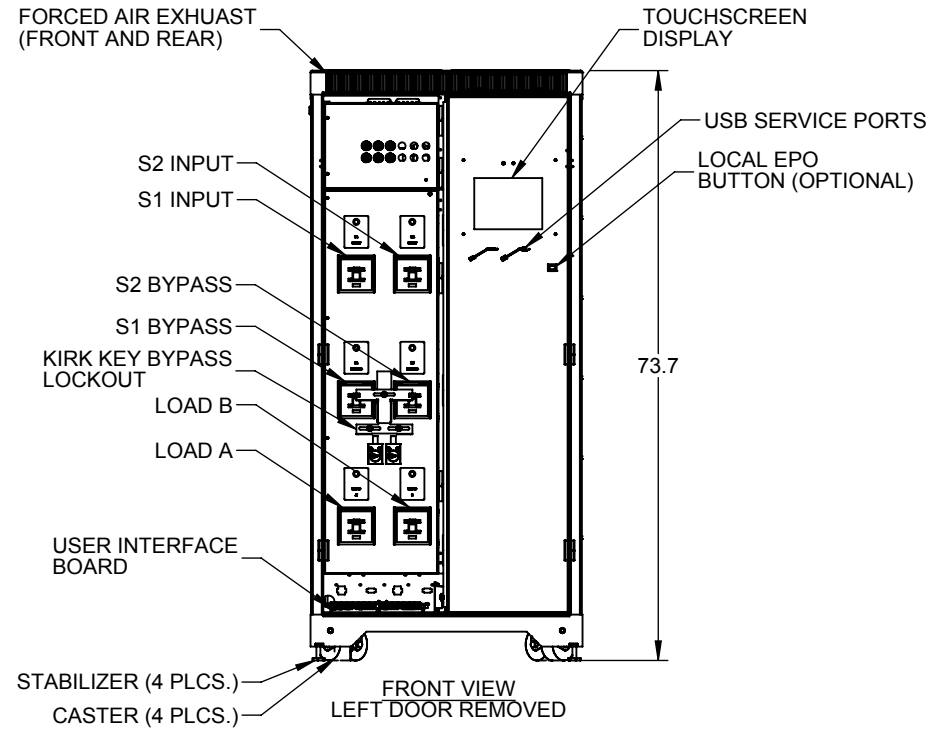 FORCED AIR EXHUAST
(FRONT AND REAR)
TOUCHSCREEN
DISPLAY
USB SERVICE PORTS
LOCAL EPO
BUTTON (OPTIONAL)
S2 INPUT
S1 INPUT
S2 BYPASS
S1 BYPASS
KIRK KEY BYPASS
LOCKOUT
73.7
LOAD B
LOAD A
USER INTERFACE
BOARD
STABILIZER (4 PLCS.)
CASTER (4 PLCS.)
FRONT VIEW
LEFT DOOR REMOVED